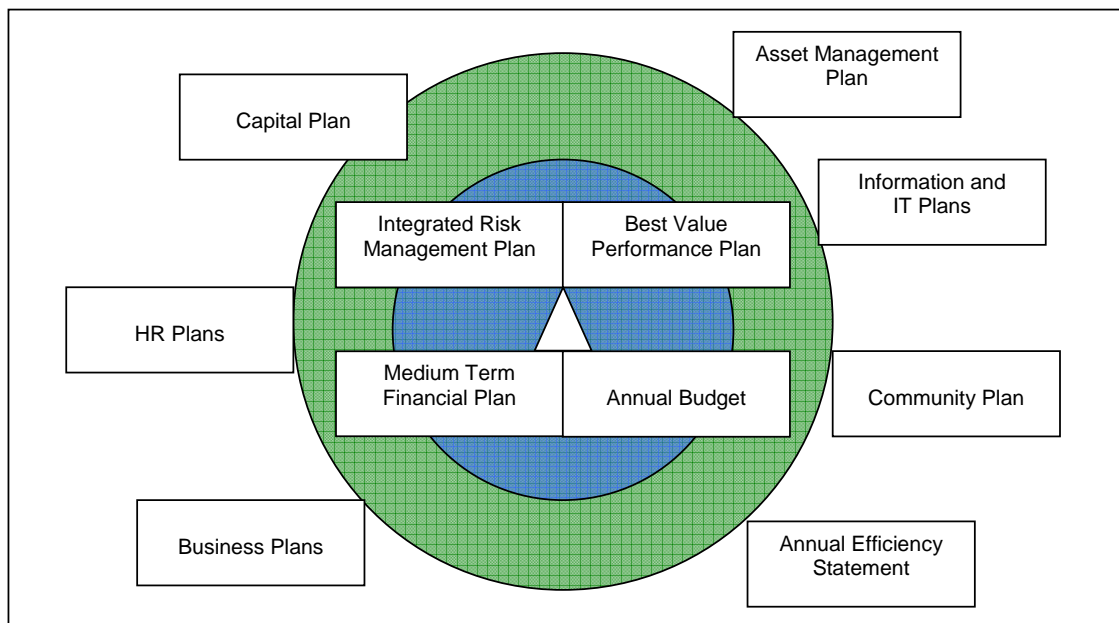 Asset Management
Plan
Capital Plan
Information and
IT Plans
Integrated Risk
Management Plan
Best Value
Performance Plan
HR Plans
Medium Term
Financial Plan
Annual Budget
Community Plan
Business Plans
Annual Efficiency
Statement